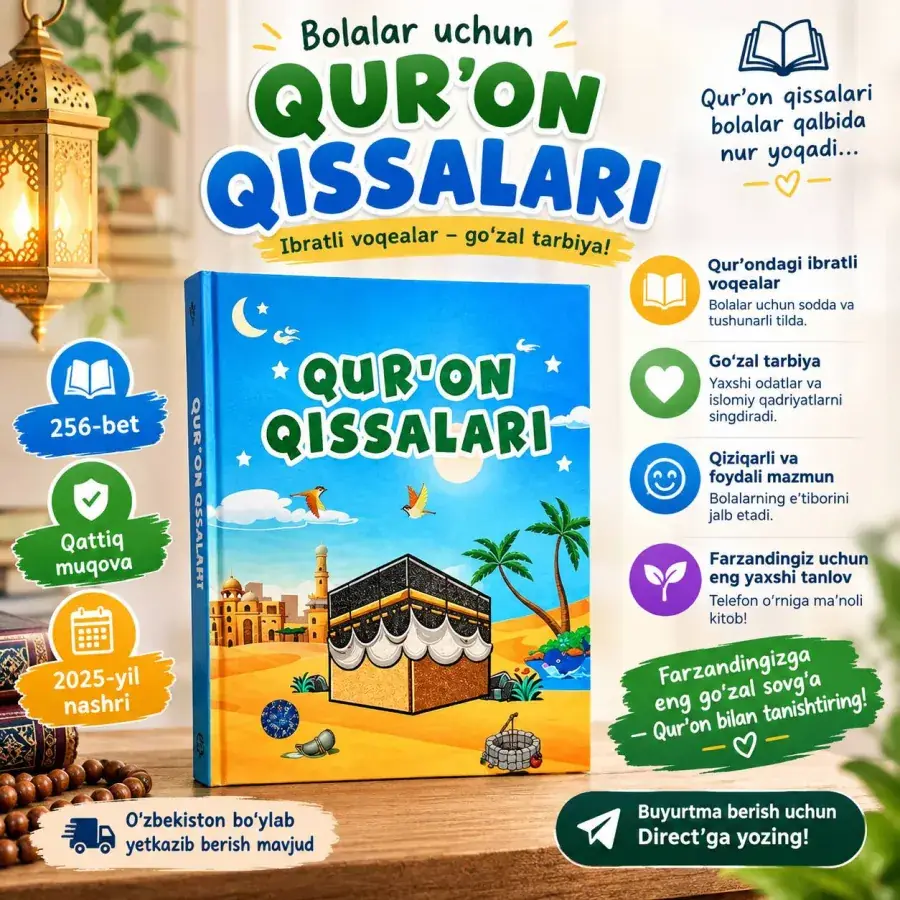 Bolalar uchun
QUR'ON
QISSALARI
Ibratli voqealar – go'zal tarbiya!
Qur'on qissalari
bolalar qalbida
nur yoqadi...
QUR'ON
QISSALARI
QUR'ON QSSALARI
256-bet
Qattiq
muqova
2025-yil
nashri
Qur'ondagi ibratli
voqealar
Bolalar uchun sodda va
tushunarli tilda.
Go'zal tarbiya
Yaxshi odatlar va
islomiy qadriyatlarni
singdiradi.
Qiziqarli va
foydali mazmun
Bolalarning e'tiborini
jalb etadi.
Farzandingiz uchun
eng yaxshi tanlov
Telefon o'rniga ma'noli
kitob!
Farzandingizga
eng go'zal sovg'a
– Qur'on bilan tanishtiring!
O'zbekiston bo'ylab
yetkazib berish mavjud
Buyurtma berish uchun
Direct'ga yozing!